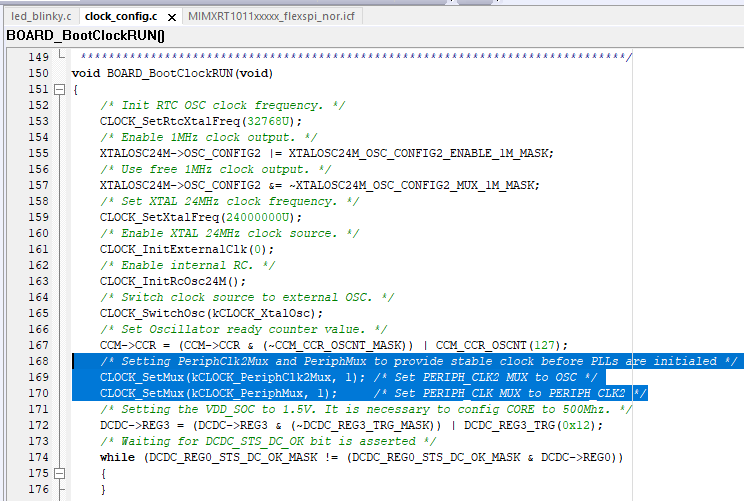 led_blinky.c clock_config.c x MIMXRT1011xxxxx_flexspi_nor.icf
BOARD_BootClockRUN()
149 ******************************************************************************/
150 void BOARD_BootClockRUN(void)
151 {
152 /* Init RTC OSC clock frequency. */
153 CLOCK_SetRtcXtalFreq(32768U);
154 /* Enable 1MHz clock output. */
155 XTALOSC24M->OSC_CONFIG2 |= XTALOSC24M_OSC_CONFIG2_ENABLE_1M_MASK;
156 /* Use free 1MHz clock output. */
157 XTALOSC24M->OSC_CONFIG2 &= ~XTALOSC24M_OSC_CONFIG2_MUX_1M_MASK;
158 /* Set XTAL 24MHz clock frequency. */
159 CLOCK_SetXtalFreq(24000000U);
160 /* Enable XTAL 24MHz clock source. */
161 CLOCK_InitExternalClk(0);
162 /* Enable internal RC. */
163 CLOCK_InitRcOsc24M();
164 /* Switch clock source to external OSC. */
165 CLOCK_SwitchOsc(kCLOCK_XtalOsc);
166 /* Set Oscillator ready counter value. */
167 CCM->CCR = (CCM->CCR & (~CCM_CCR_OSCNT_MASK)) | CCM_CCR_OSCNT(127);
168 /* Setting PeriphClk2Mux and PeriphMux to provide stable clock before PLLs are initialed */
169 CLOCK_SetMux(kCLOCK_PeriphClk2Mux, 1); /* Set PERIPH_CLK2 MUX to OSC */
170 CLOCK_SetMux(kCLOCK_PeriphMux, 1); /* Set PERIPH_CLK MUX to PERIPH_CLK2 */
171 /* Setting the VDD_SOC to 1.5V. It is necessary to config CORE to 500Mhz. */
172 DCDC->REG3 = (DCDC->REG3 & (~DCDC_REG3_TRG_MASK)) | DCDC_REG3_TRG(0x12);
173 /* Waiting for DCDC_STS_DC_OK bit is asserted */
174 while (DCDC_REG0_STS_DC_OK_MASK != (DCDC_REG0_STS_DC_OK_MASK & DCDC->REG0))
175 {
176 }